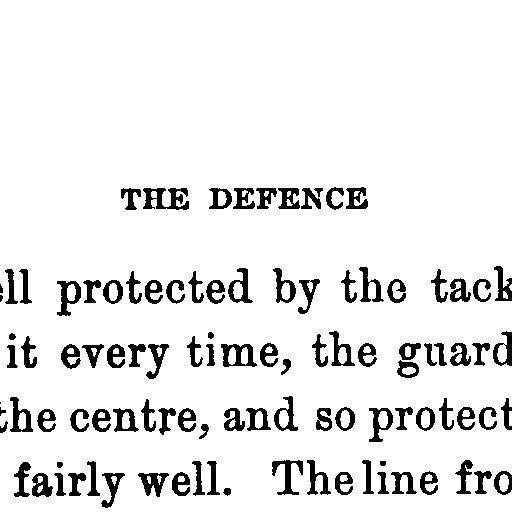 THE DEFENCE
ell protected by the tack
it every time, the guard
the centre, and so protect
fairly well. The line fro